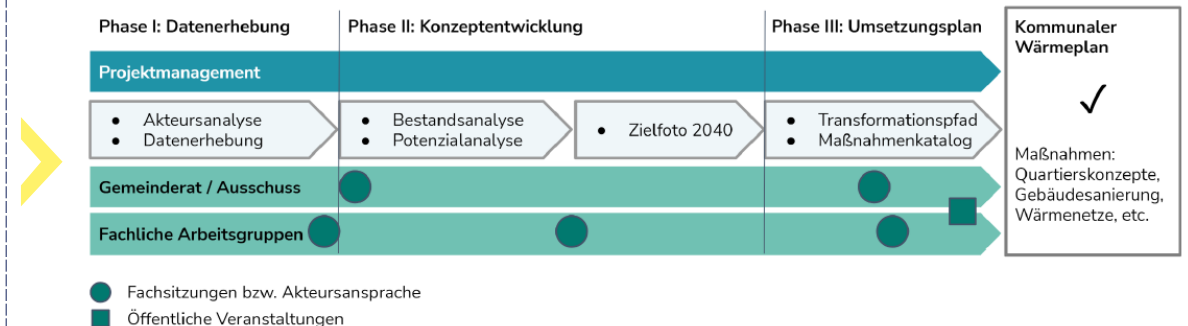 Phase I: Datenerhebung
Phase II: Konzeptentwicklung
Phase III: Umsetzungsplan
Kommunaler
Wärmeplan
Projektmanagement
✓
• Akteursanalyse
• Datenerhebung
• Bestandsanalyse
• Potenzialanalyse
• Zielfoto 2040
• Transformationspfad
• Maßnahmenkatalog
Maßnahmen:
Quartierskonzepte,
Gebäudesanierung,
Wärmenetze, etc.
Gemeinderat / Ausschuss
Fachliche Arbeitsgruppen
Fachsitzungen bzw. Akteursansprache
Öffentliche Veranstaltungen